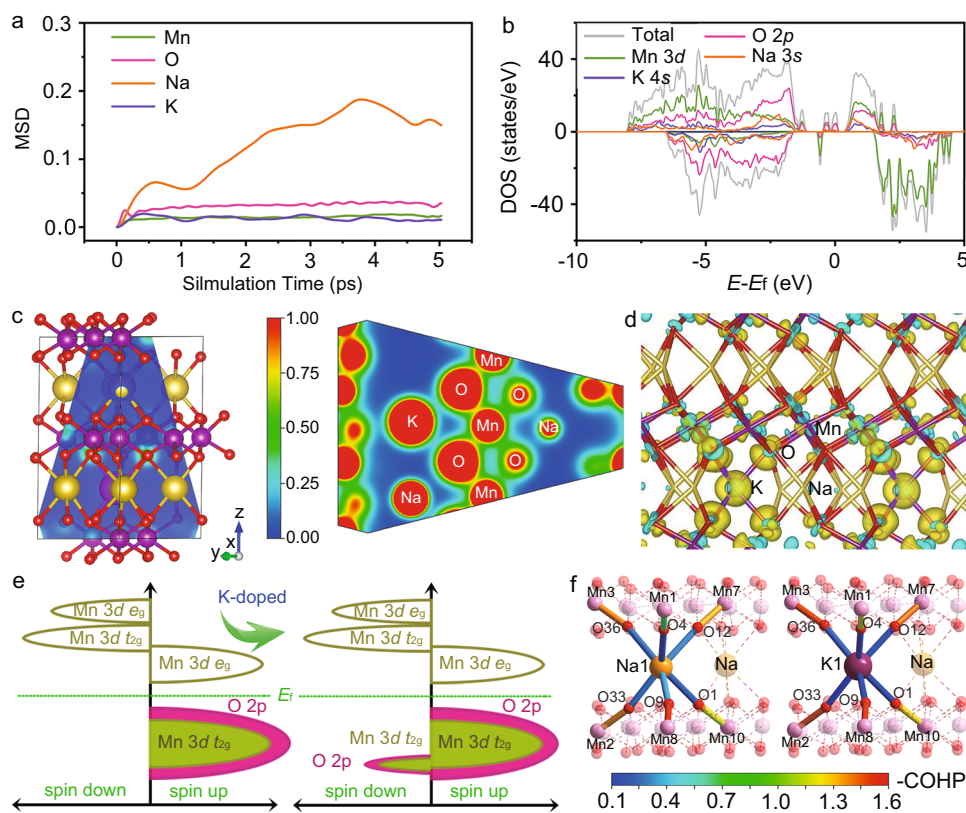 a
0.3
0.2
0.1
0.0
MSD
Mn
O
Na
K
0 1 2 3 4 5
Silmulation Time (ps)
b
40
0
-40
DOS (states/eV)
Total
Mn 3d
K 4s
O 2p
Na 3s
-10 -5 0 5
E-Ef (eV)
c
z
x
y
1.00
0.75
0.50
0.25
0.00
Mn
O
O
K
Mn
Na
O
O
Na
Mn
d
Mn
O
K
Na
e
Mn 3d eg
Mn 3d t2g
Mn 3d eg
K-doped
Mn 3d eg
Mn 3d t2g
Mn 3d eg
Ef
O 2p
Mn 3d t2g
O 2p
Mn 3d t2g
Mn 3d t2g
O 2p
spin down spin up
spin down spin up
f
Mn3 Mn1 Mn7
O36 O4 O12
Na1 Na
O33 O9 O1
Mn2 Mn8 Mn10
Mn3 Mn1 Mn7
O36 O4 O12
K1 Na
O33 O9 O1
Mn2 Mn8 Mn10
-COHP
0.1 0.4 0.7 1.0 1.3 1.6